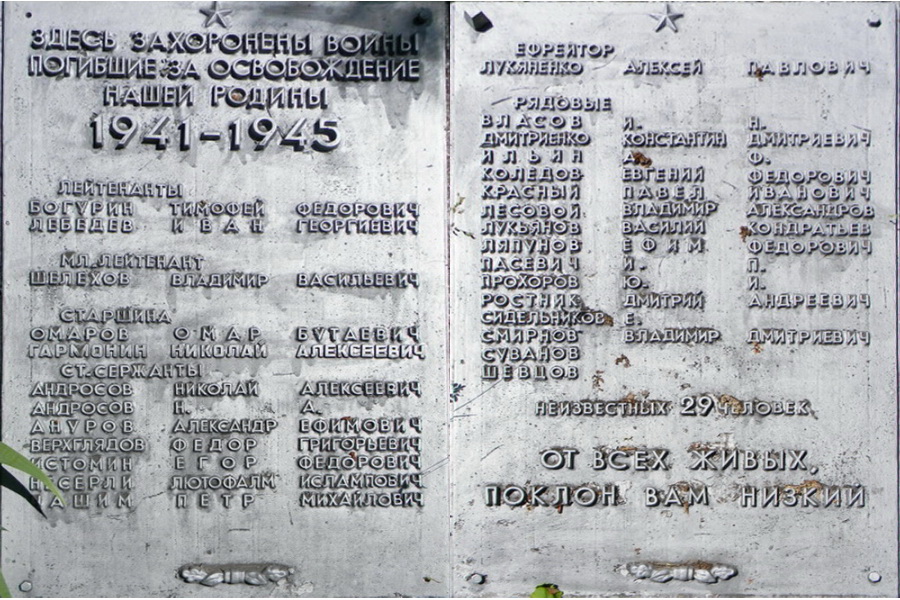 ЗДЕСЬ ЗАХОРОНЕНЫ ВОИНЫ
ПОГИБШИЕ ЗА ОСВОБОЖДЕНИЕ
НАШЕЙ РОДИНЫ
1941-1945
ЛЕЙТЕНАНТЫ
БОГУРИН ТИМОФЕЙ ФЕДОРОВИЧ
ЛЕБЕДЕВ ИВАН ГЕОРГИЕВИЧ
МЛ.ЛЕЙТЕНАНТ
ШЕЛЕХОВ ВЛАДИМИР ВАСИЛЬЕВИЧ
СТАРШИНА
ОМАРОВ ОМАР БУТАЕВИЧ
ГАРМОНИН НИКОЛАЙ АЛЕКСЕЕВИЧ
СТ.СЕРЖАНТЫ
АНДРОСОВ НИКОЛАЙ АЛЕКСЕЕВИЧ
АНДРОСОВ Н. А.
АНУРОВ АЛЕКСАНДР ЕФИМОВИЧ
ВЕРХГЛЯДОВ ФЕДОР ГРИГОРЬЕВИЧ
ИСТОМИН ЕГОР ФЕДОРОВИЧ
ЛЮТОФАЛИ ИСЛАМПОВИЧ
ПЕТР МИХАЙЛОВИЧ
ЕФРЕЙТОР
ЛУКЯНЕНКО АЛЕКСЕЙ ПАВЛОВИЧ
РЯДОВЫЕ
ВЛАСОВ И. Н.
ДМИТРИЕНКО КОНСТАНТИН ДМИТРИЕВИЧ
ИЛЬИН А. Ф.
ХОЛЕДОВ ЕВГЕНИЙ ФЕДОРОВИЧ
КРАСНЫЙ ПАВЕЛ ИВАНОВИЧ
ЛЕСОВОЙ ВЛАДИМИР АЛЕКСАНДРОВ
ЛУКЬЯНОВ ВАСИЛИЙ КОНДРАТЬЕВ
ЛЯПУНОВ ЕФИМ ФЕДОРОВИЧ
ПАСЕВИЧ И. П.
ПРОХОРОВ Ю. И.
РОСТНИК ДМИТРИЙ АНДРЕЕВИЧ
СИДЕЛЬНИКОВ Е.
СМИРНОВ ВЛАДИМИР ДМИТРИЕВИЧ
СУВАНОВ
ШЕВЦОВ
НЕИЗВЕСТНЫХ 29 ЧЕЛОВЕК
ОТ ВСЕХ ЖИВЫХ,
ПОКЛОН ВАМ НИЗКИЙ